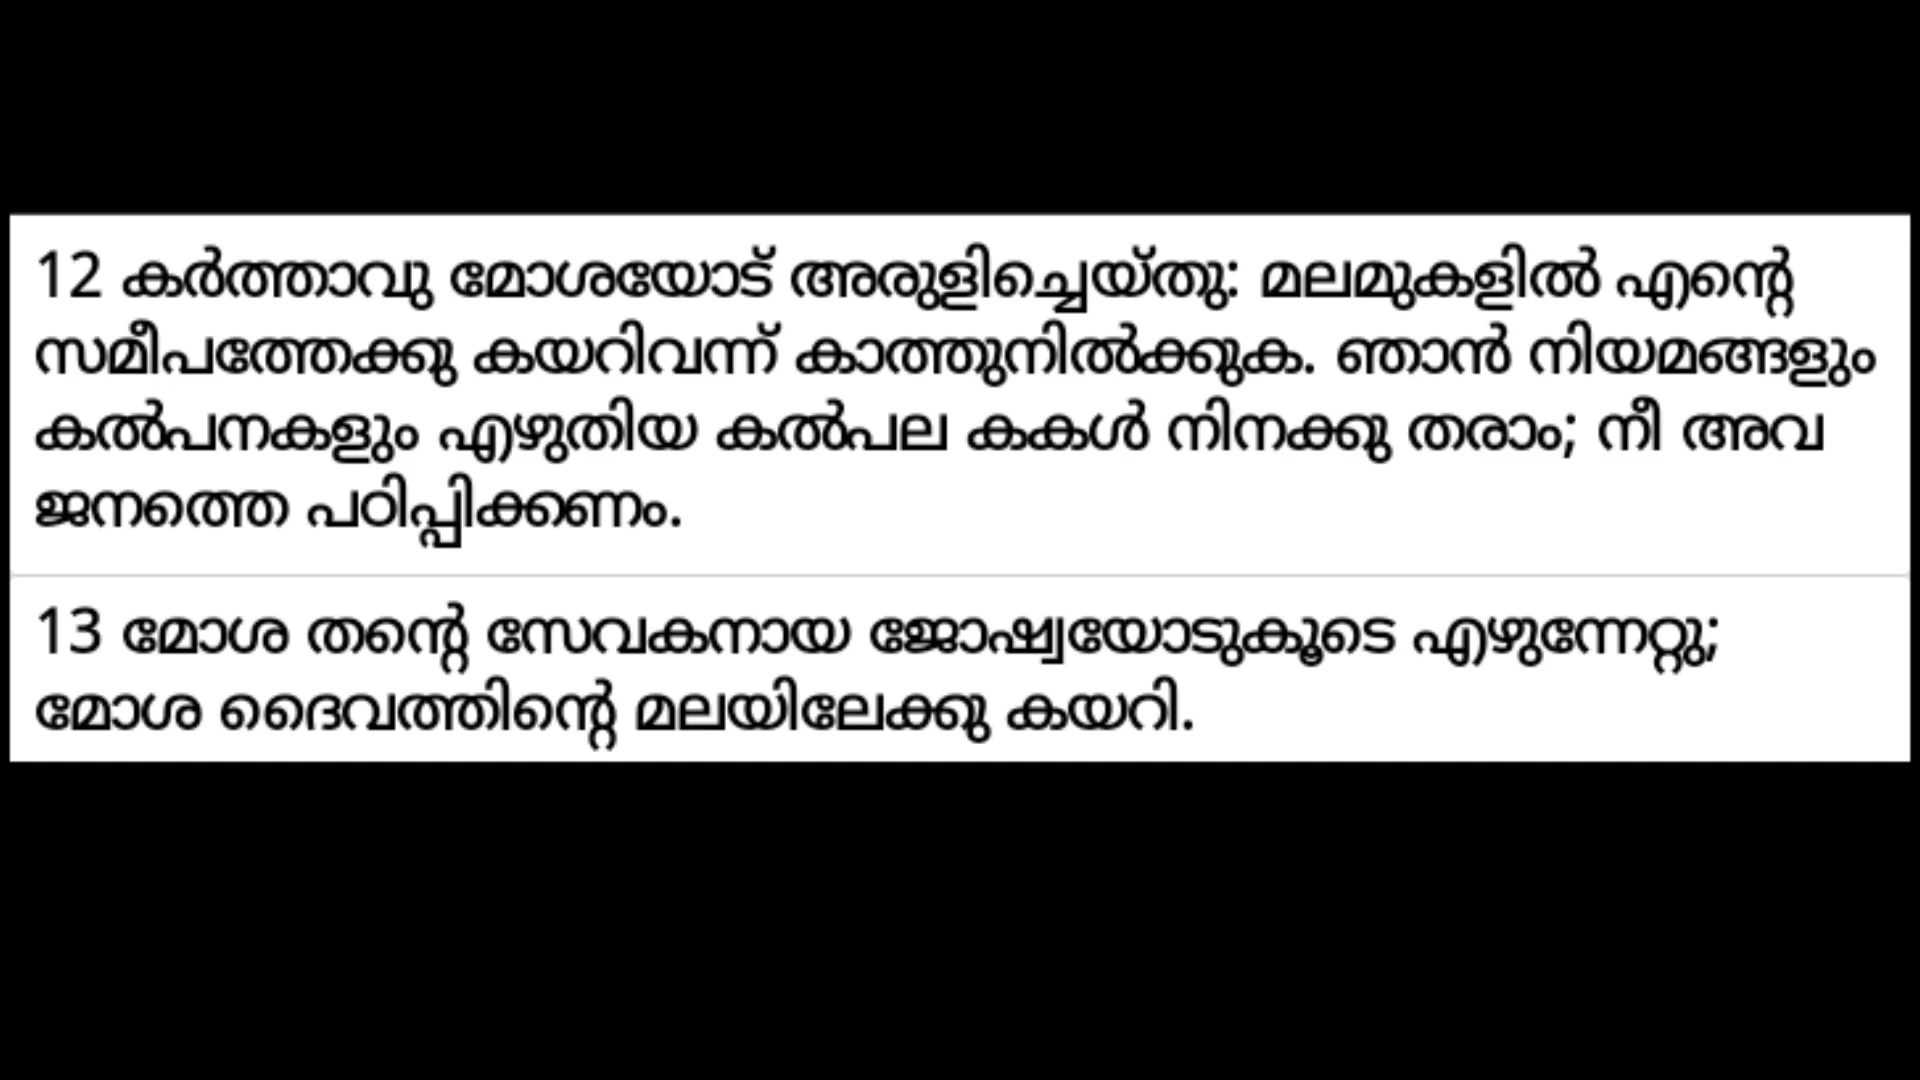 12 കർത്താവു മോശയോട് അരുളിച്ചെയ്തു: മലമുകളിൽ എന്റെ
സമീപത്തേക്കു കയറിവന്ന് കാത്തുനിൽക്കുക. ഞാൻ നിയമങ്ങളും
കൽപനകളും എഴുതിയ കൽപല കകൾ നിനക്കു തരാം; നീ അവ
ജനത്തെ പഠിപ്പിക്കണം.
13 മോശ തന്റെ സേവകനായ ജോഷ്വയോടുകൂടെ എഴുന്നേറ്റു;
മോശ ദൈവത്തിന്റെ മലയിലേക്കു കയറി.